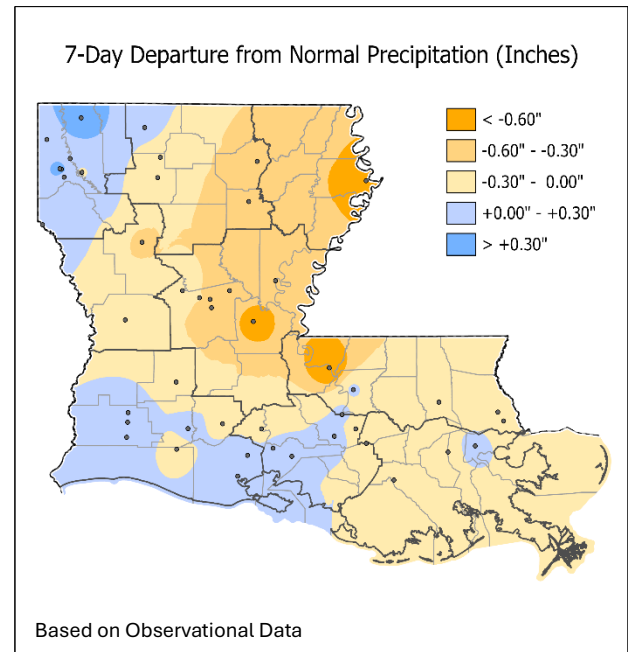 7-Day Departure from Normal Precipitation (Inches)
< -0.60"
-0.60" - -0.30"
-0.30" - 0.00"
+0.00" - +0.30"
> +0.30"
Based on Observational Data